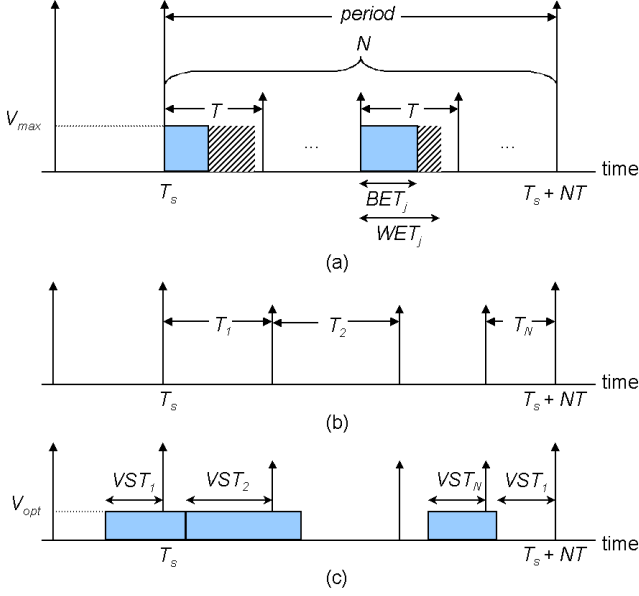 period
N
T T
V_max
... ...
time
T_s T_s + NT
BET_j
WET_j
(a)
T_1 T_2 T_N
time
T_s T_s + NT
(b)
VST_1 VST_2 VST_N VST_1
V_opt
time
T_s T_s + NT
(c)